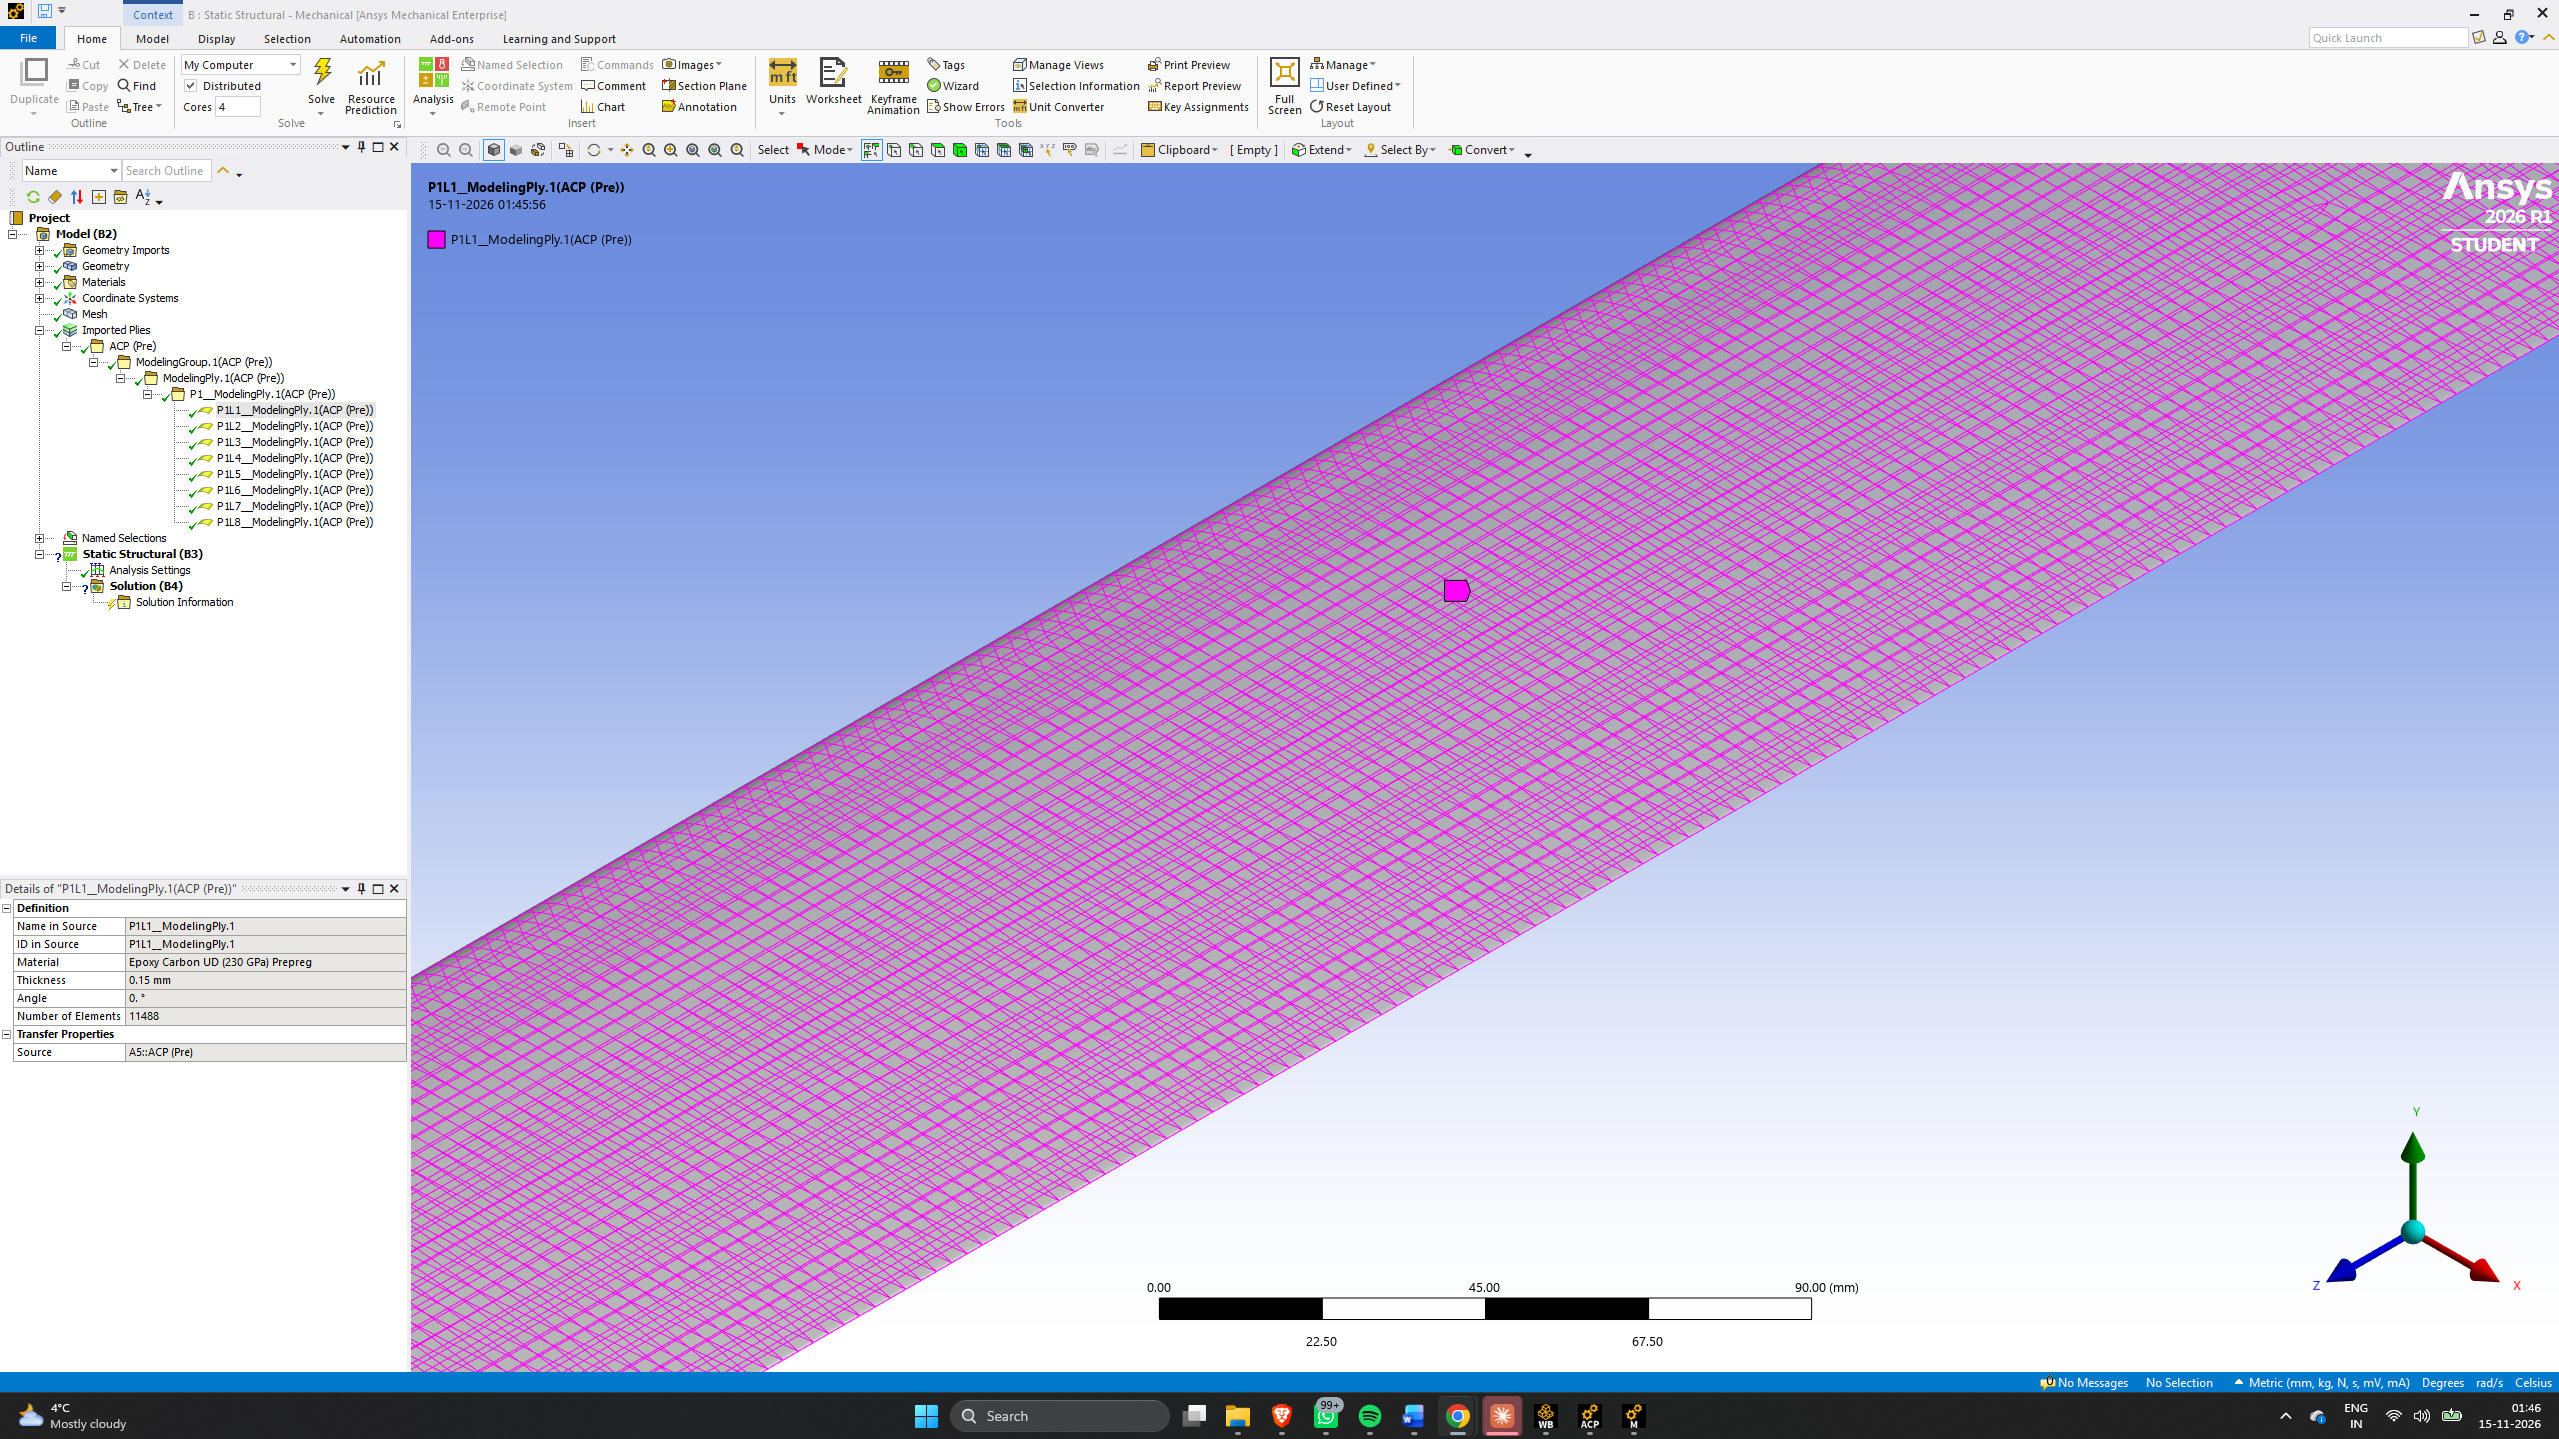 Context
B : Static Structural - Mechanical [Ansys Mechanical Enterprise]
File Home Model Display Selection Automation Add-ons Learning and Support
Quick Launch
Duplicate
Cut
Copy
Paste
Delete
Find
Tree
Outline
My Computer
Distributed
Cores 4
Solve
Resource
Prediction
Solve
Analysis
Named Selection
Coordinate System
Remote Point
Commands
Comment
Chart
Images
Section Plane
Annotation
Insert
m ft
Units
Worksheet
Keyframe
Animation
Tags
Wizard
Show Errors
Manage Views
Selection Information
Unit Converter
Print Preview
Report Preview
Key Assignments
Tools
Full
Screen
Manage
User Defined
Reset Layout
Layout
Outline
Name
Search Outline
Select
Mode
Clipboard
[ Empty ]
Extend
Select By
Convert
Project
Model (B2)
Geometry Imports
Geometry
Materials
Coordinate Systems
Mesh
Imported Plies
ACP (Pre)
ModelingGroup.1(ACP (Pre))
ModelingPly.1(ACP (Pre))
P1__ModelingPly.1(ACP (Pre))
P1L1__ModelingPly.1(ACP (Pre))
P1L2__ModelingPly.1(ACP (Pre))
P1L3__ModelingPly.1(ACP (Pre))
P1L4__ModelingPly.1(ACP (Pre))
P1L5__ModelingPly.1(ACP (Pre))
P1L6__ModelingPly.1(ACP (Pre))
P1L7__ModelingPly.1(ACP (Pre))
P1L8__ModelingPly.1(ACP (Pre))
Named Selections
Static Structural (B3)
Analysis Settings
Solution (B4)
Solution Information
Details of "P1L1__ModelingPly.1(ACP (Pre))"
Definition
Name in Source P1L1__ModelingPly.1
ID in Source P1L1__ModelingPly.1
Material Epoxy Carbon UD (230 GPa) Prepreg
Thickness 0.15 mm
Angle 0. °
Number of Elements 11488
Transfer Properties
Source A5::ACP (Pre)
P1L1__ModelingPly.1(ACP (Pre))
15-11-2026 01:45:56
P1L1__ModelingPly.1(ACP (Pre))
Ansys
2026 R1
STUDENT
0.00 45.00 90.00 (mm)
22.50 67.50
Y
Z
X
0 No Messages No Selection Metric (mm, kg, N, s, mV, mA) Degrees rad/s Celsius
4°C
Mostly cloudy
Search
99+
W
WB
ACP
M
ENG
IN
01:46
15-11-2026